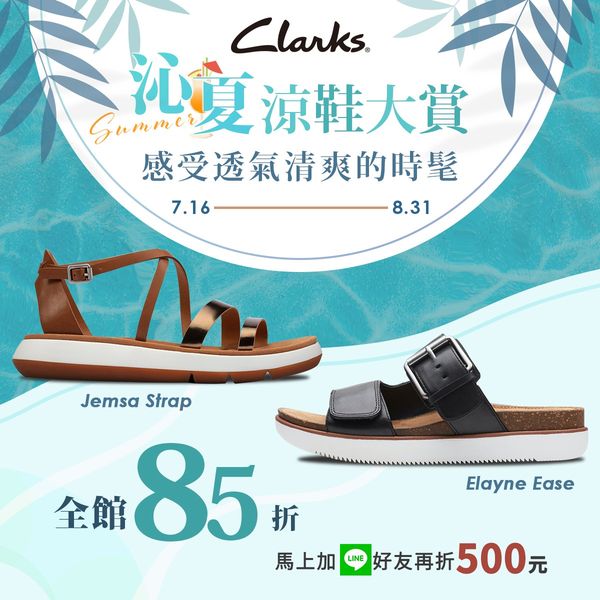 Clarks®
沁夏涼鞋大賞
Summer
感受透氣清爽的時髦
7.16 8.31
Jemsa Strap
Elayne Ease
全館85折
馬上加LINE好友再折500元